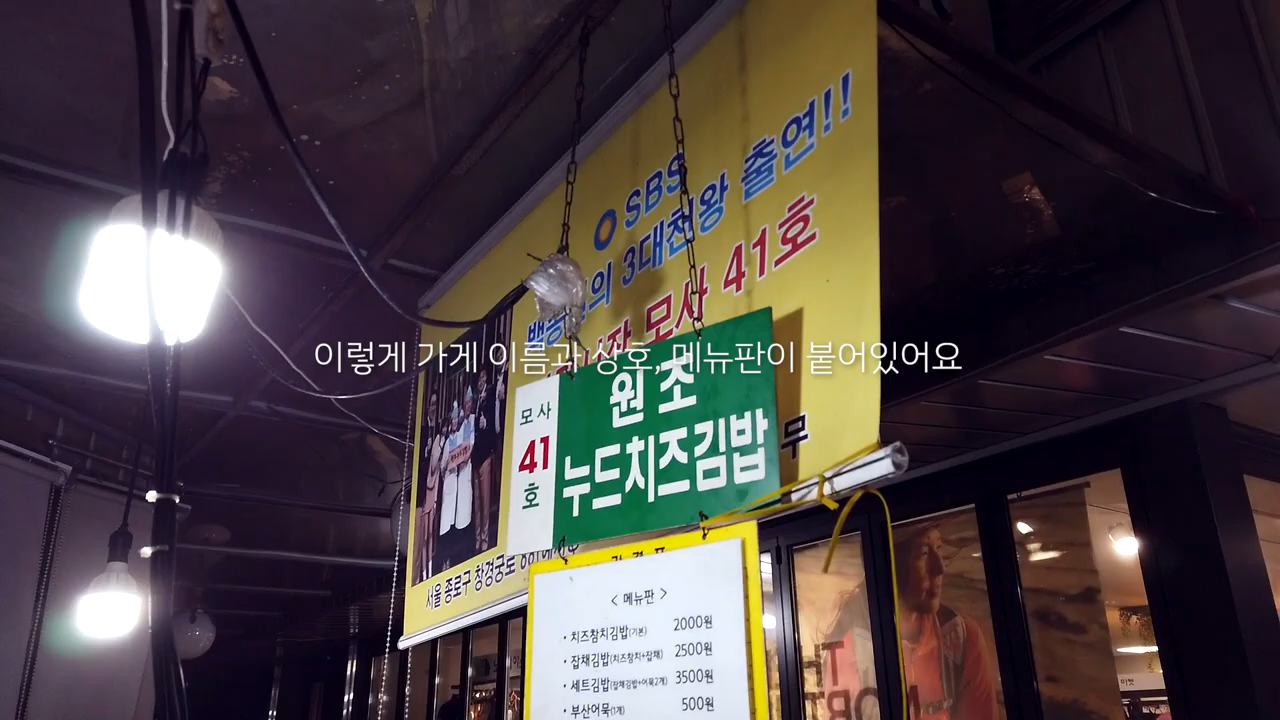 SBS
백종원의 3대천왕 출연!!
모사 41호
이렇게 가게 이름과 상호, 메뉴판이 붙어있어요
모사
41
호
원조
누드치즈김밥
무
서울 종로구 창경궁로
< 메뉴판 >
• 치즈참치김밥(기본) 2000원
• 잡채김밥(치즈참치+잡채) 2500원
• 세트김밥(잡채김밥+어묵2개) 3500원
• 부산어묵(1개) 500원